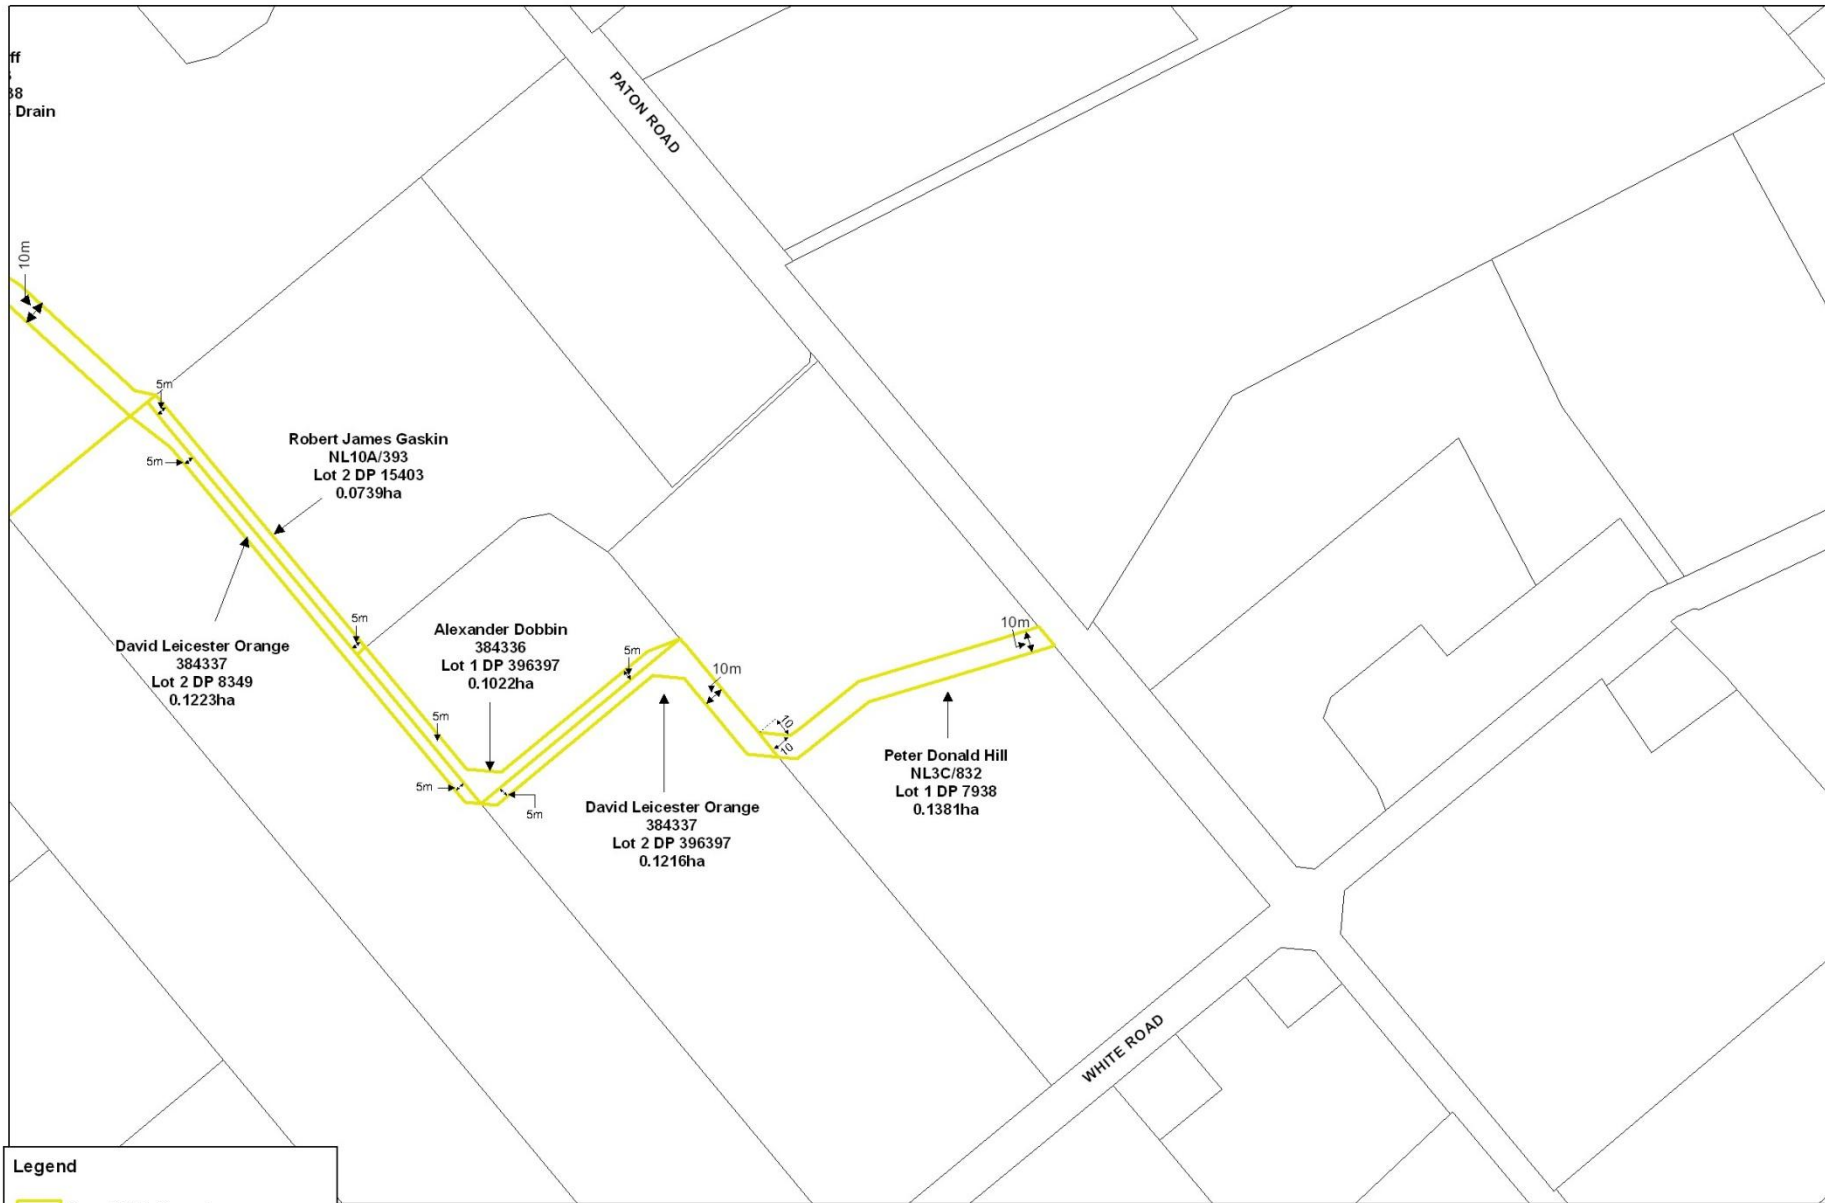 ff
38
Drain
PATON ROAD
10m
5m
5m
Robert James Gaskin
NL10A/393
Lot 2 DP 15403
0.0739ha
David Leicester Orange
384337
Lot 2 DP 8349
0.1223ha
5m
Alexander Dobbin
384336
Lot 1 DP 396397
0.1022ha
5m
10m
10m
5m
5m
5m
10
10
David Leicester Orange
384337
Lot 2 DP 396397
0.1216ha
Peter Donald Hill
NL3C/832
Lot 1 DP 7938
0.1381ha
WHITE ROAD
Legend